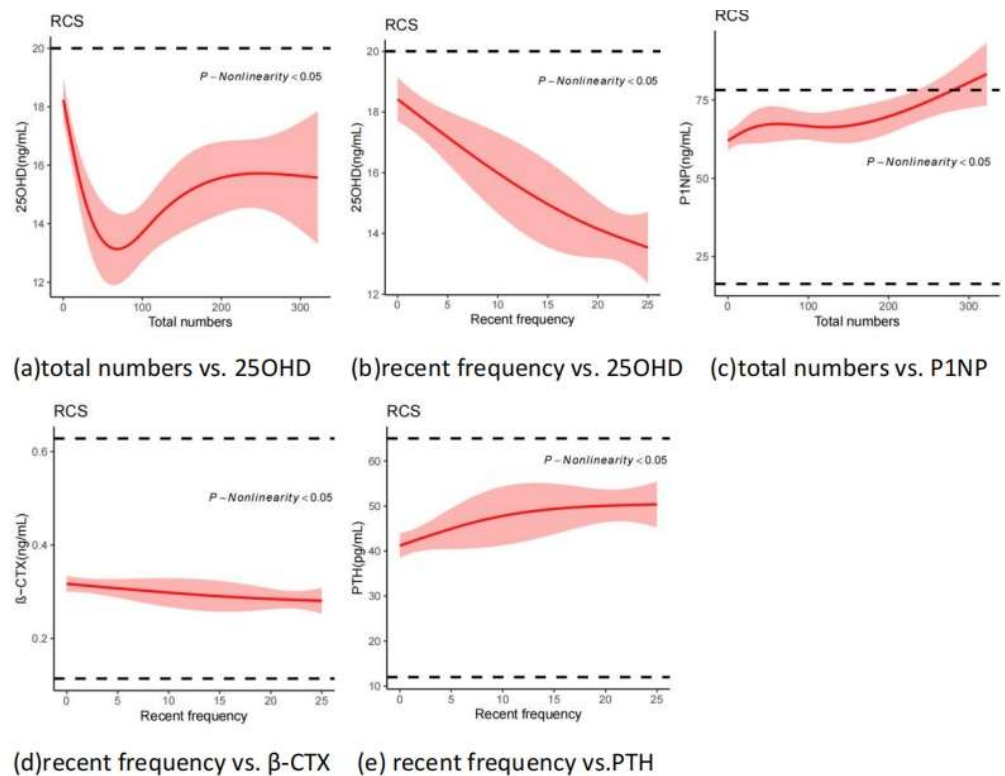 RCS
20
18
16
14
12
25OHD(ng/mL)
P-Nonlinearity<0.05
0
100
200
300
Total numbers
(a)total numbers vs. 25OHD
RCS
20
18
16
14
12
25OHD(ng/mL)
P-Nonlinearity<0.05
0
5
10
15
20
25
Recent frequency
(b)recent frequency vs. 25OHD
RCS
75
50
25
P1NP(ng/mL)
P-Nonlinearity<0.05
0
100
200
300
Total numbers
(c)total numbers vs. P1NP
RCS
0.6
0.4
0.2
ß-CTX(ng/mL)
P-Nonlinearity<0.05
0
5
10
15
20
25
Recent frequency
(d)recent frequency vs. β-CTX
RCS
60
50
40
30
20
10
PTH(pg/mL)
P-Nonlinearity<0.05
0
5
10
15
20
25
Recent frequency
(e) recent frequency vs.PTH